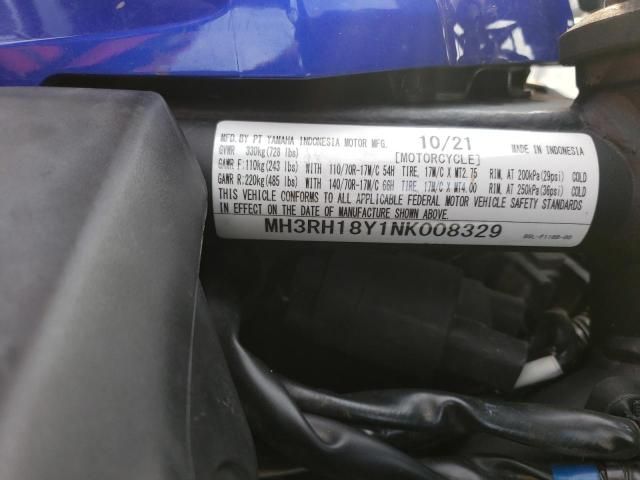 MFD. BY PT YAMAHA INDONESIA MOTOR MFG. 10/21 MADE IN INDONESIA
GVWR 330kg(728 lbs) [MOTORCYCLE]
GAWR F:110kg(243 lbs) WITH 110/70R-17M/C 54H TIRE, 17M/C X MT2.75 RIM, AT 200kPa(29psi) COLD
GAWR R:220kg(485 lbs) WITH 140/70R-17M/C 66H TIRE, 17M/C X MT4.00 RIM, AT 250kPa(36psi) COLD
THIS VEHICLE CONFORMS TO ALL APPLICABLE FEDERAL MOTOR VEHICLE SAFETY STANDARDS
IN EFFECT ON THE DATE OF MANUFACTURE SHOWN ABOVE.
MH3RH18Y1NK008329